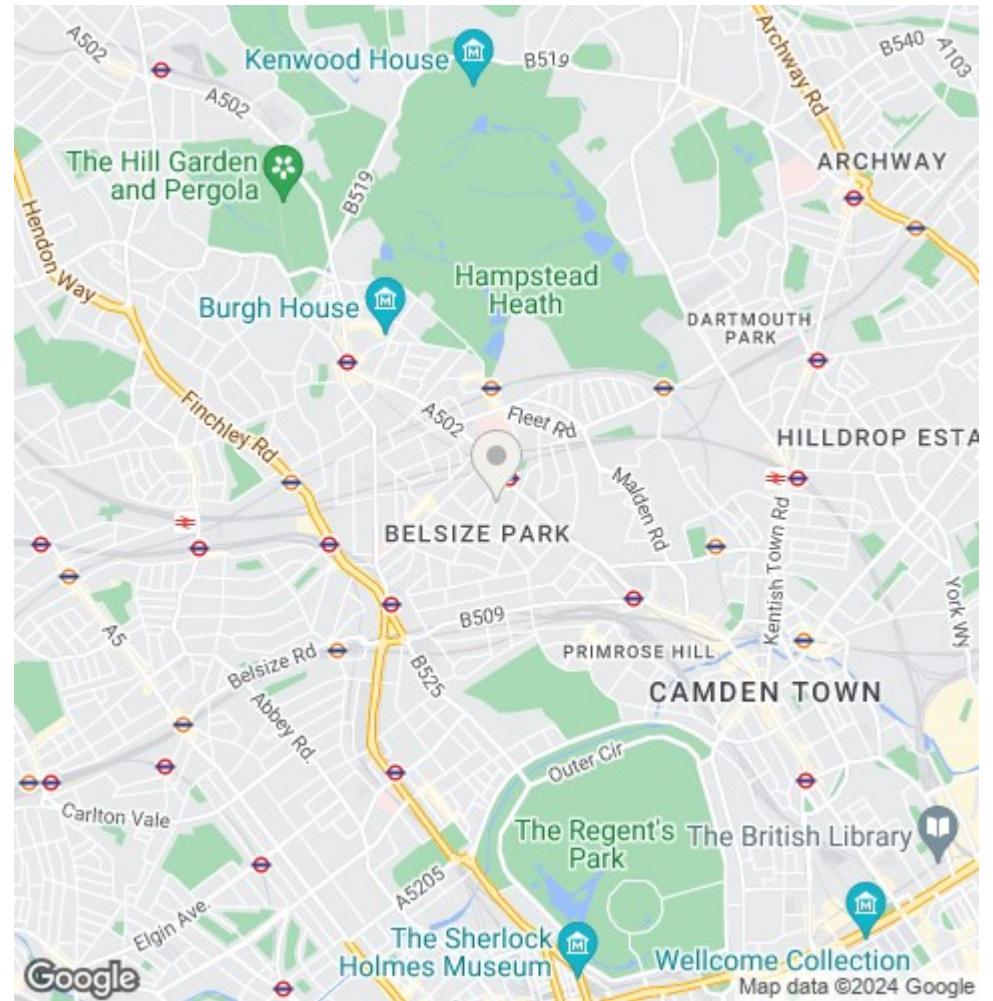 A502
Kenwood House
B519
B540
A103
A502
Archway Rd
The Hill Garden
and Pergola
B519
ARCHWAY
Hendon Way
Hampstead
Heath
Burgh House
DARTMOUTH
PARK
Finchley Rd
A502
Fleet Rd
HILLDROP ESTA
Malden Rd
BELSIZE PARK
Kentish Town Rd
York Wy
A5
B509
Belsize Rd
B525
PRIMROSE HILL
CAMDEN TOWN
Abbey Rd.
Outer Cir
Carlton Vale
The Regent's
Park
The British Library
A5205
Elgin Ave.
The Sherlock
Holmes Museum
Wellcome Collection
Google
Map data ©2024 Google